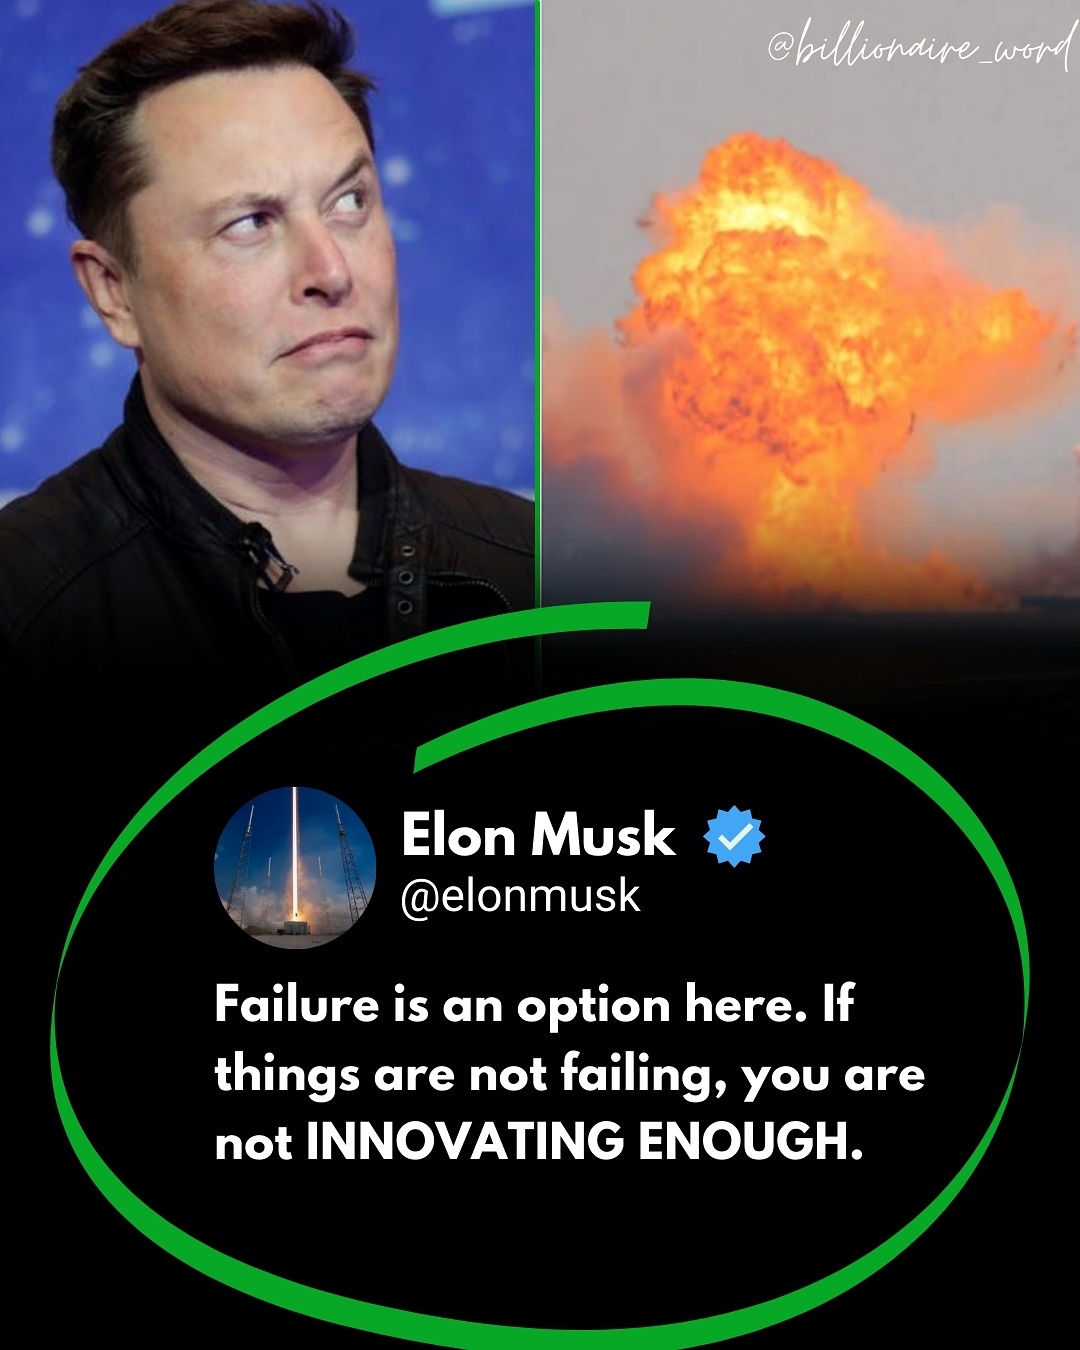 @billionaire_word
Elon Musk
@elonmusk
Failure is an option here. If
things are not failing, you are
not INNOVATING ENOUGH.